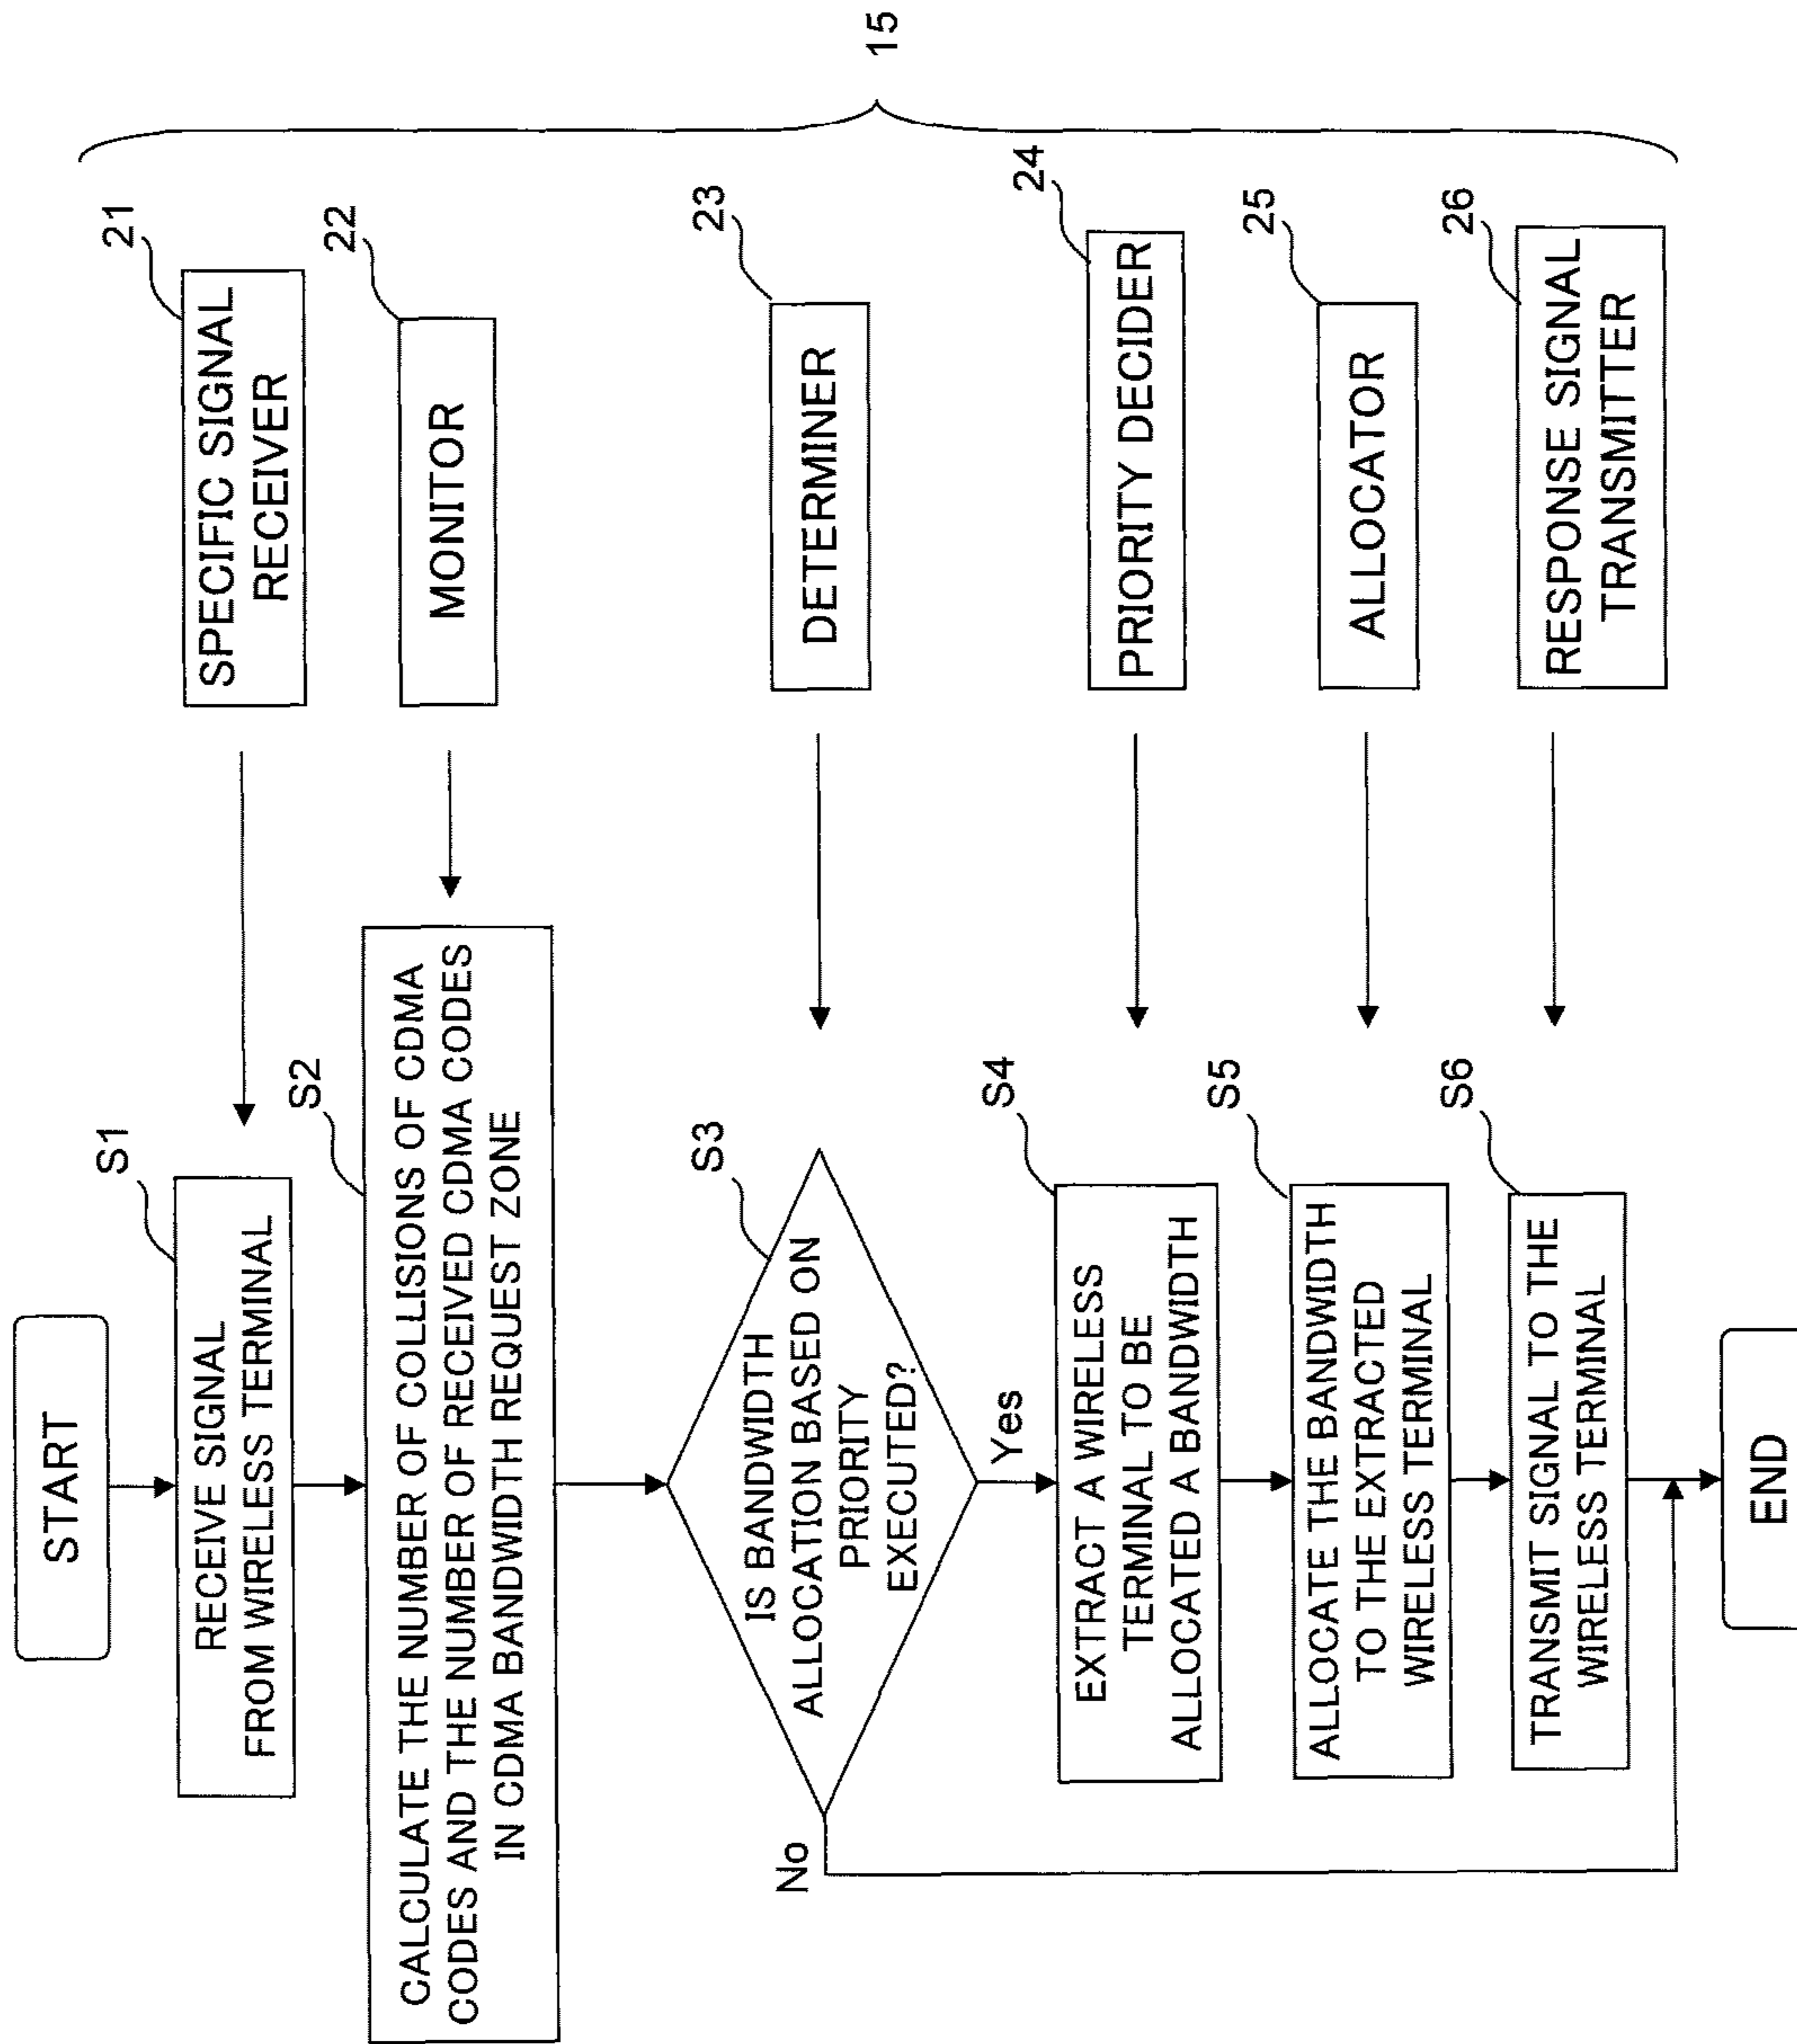 START
S1
RECEIVE SIGNAL
FROM WIRELESS TERMINAL
S2
CALCULATE THE NUMBER OF COLLISIONS OF CDMA
CODES AND THE NUMBER OF RECEIVED CDMA CODES
IN CDMA BANDWIDTH REQUEST ZONE
S3
IS BANDWIDTH
ALLOCATION BASED ON
PRIORITY
EXECUTED?
No
Yes
S4
EXTRACT A WIRELESS
TERMINAL TO BE
ALLOCATED A BANDWIDTH
S5
ALLOCATE THE BANDWIDTH
TO THE EXTRACTED
WIRELESS TERMINAL
S6
TRANSMIT SIGNAL TO THE
WIRELESS TERMINAL
END
21
SPECIFIC SIGNAL
RECEIVER
22
MONITOR
23
DETERMINER
24
PRIORITY DECIDER
25
ALLOCATOR
26
RESPONSE SIGNAL
TRANSMITTER
15